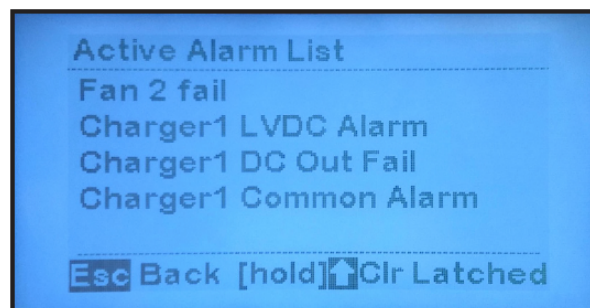 Active Alarm List
Fan 2 fail
Charger1 LVDC Alarm
Charger1 DC Out Fail
Charger1 Common Alarm
Esc Back [hold]⇧Clr Latched